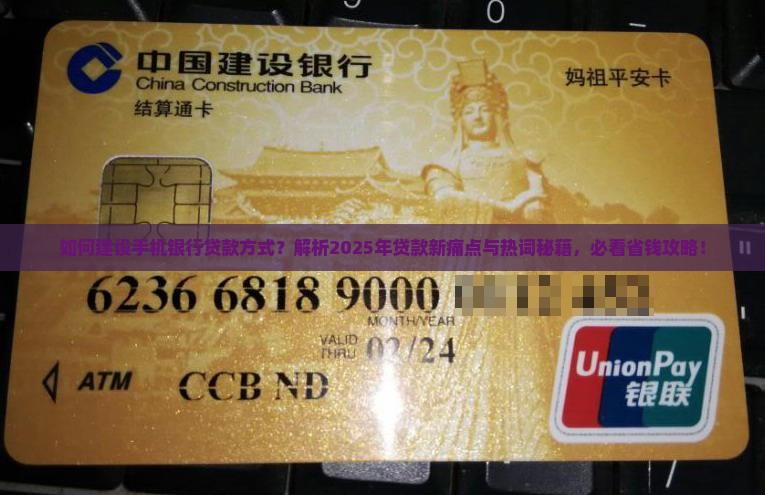 0
中国建设银行
China Construction Bank
妈祖平安卡
结算通卡
如何建设手机银行贷款方式？解析2025年贷款新痛点与热词秘籍，必看省钱攻略！
6236 6818 9000
MONTH/YEAR
VALID
THRU
02/24
ATM
CCB ND
UnionPay
银联